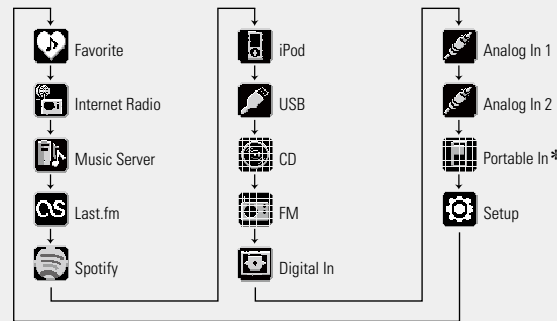 Favorite
Internet Radio
Music Server
Last.fm
Spotify
iPod
USB
CD
FM
Digital In
Analog In 1
Analog In 2
Portable In*
Setup